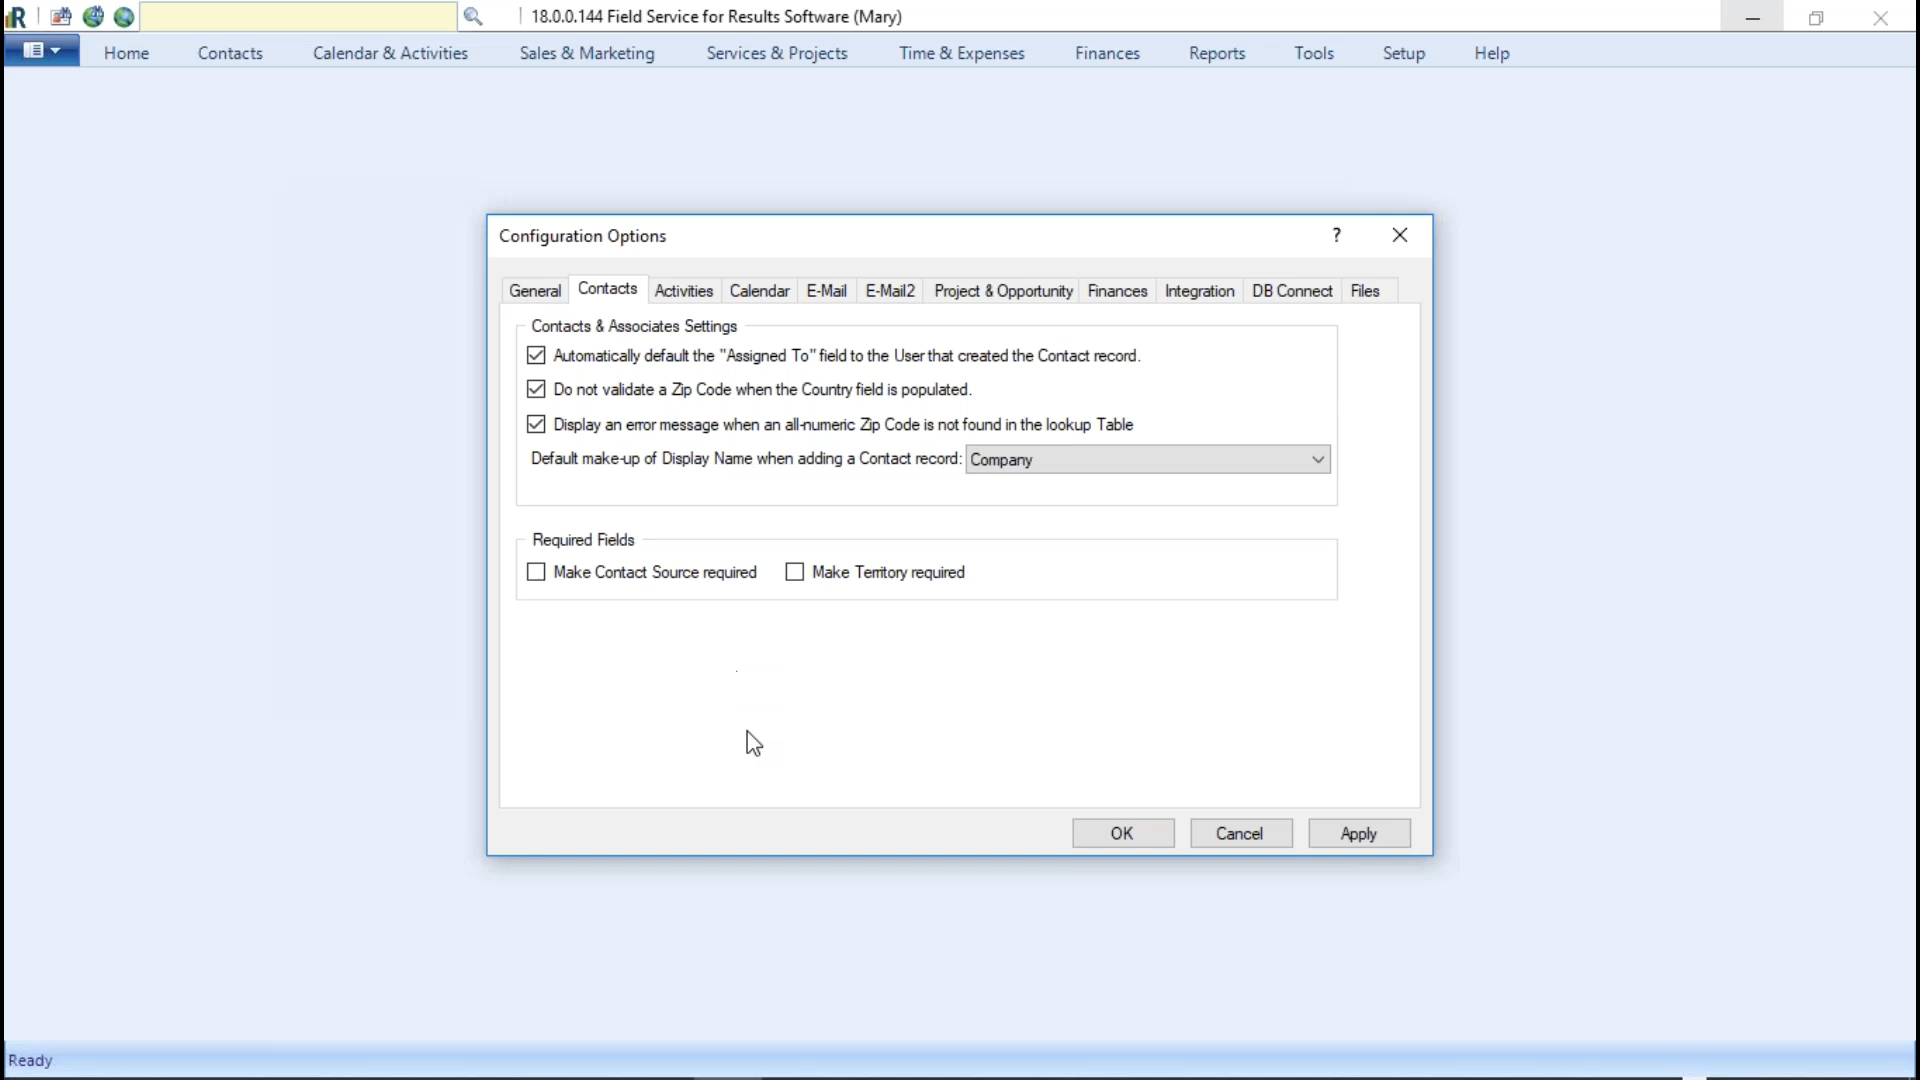 18.0.0.144 Field Service for Results Software (Mary)
Home Contacts Calendar & Activities Sales & Marketing Services & Projects Time & Expenses Finances Reports Tools Setup Help
Configuration Options
?
General Contacts Activities Calendar E-Mail E-Mail2 Project & Opportunity Finances Integration DB Connect Files
Contacts & Associates Settings
Automatically default the "Assigned To" field to the User that created the Contact record.
Do not validate a Zip Code when the Country field is populated.
Display an error message when an all-numeric Zip Code is not found in the lookup Table
Default make-up of Display Name when adding a Contact record: Company
Required Fields
Make Contact Source required Make Territory required
OK Cancel Apply
Ready